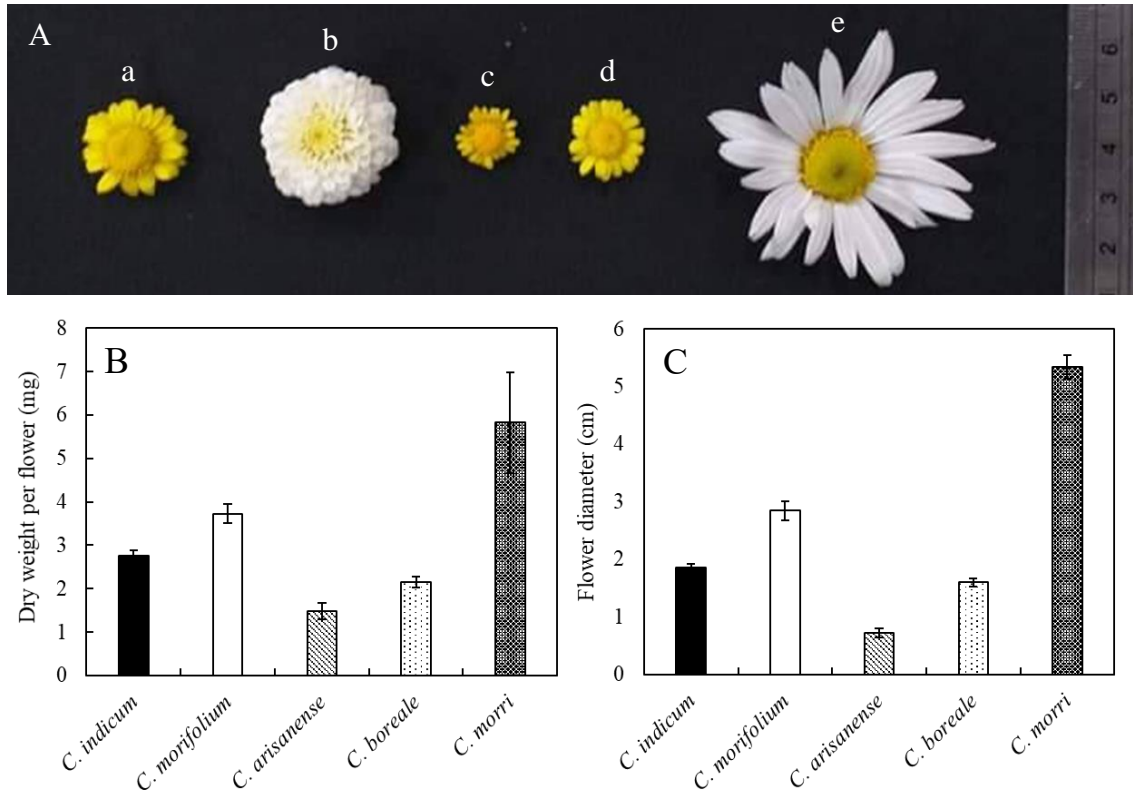 A
a
b
c
d
e
6
5
4
3
2
B
Dry weight per flower (mg)
8
7
6
5
4
3
2
1
0
C. indicum
C. morifolium
C. arisanense
C. boreale
C. morri
C
Flower diameter (cm)
6
5
4
3
2
1
0
C. indicum
C. morifolium
C. arisanense
C. boreale
C. morri